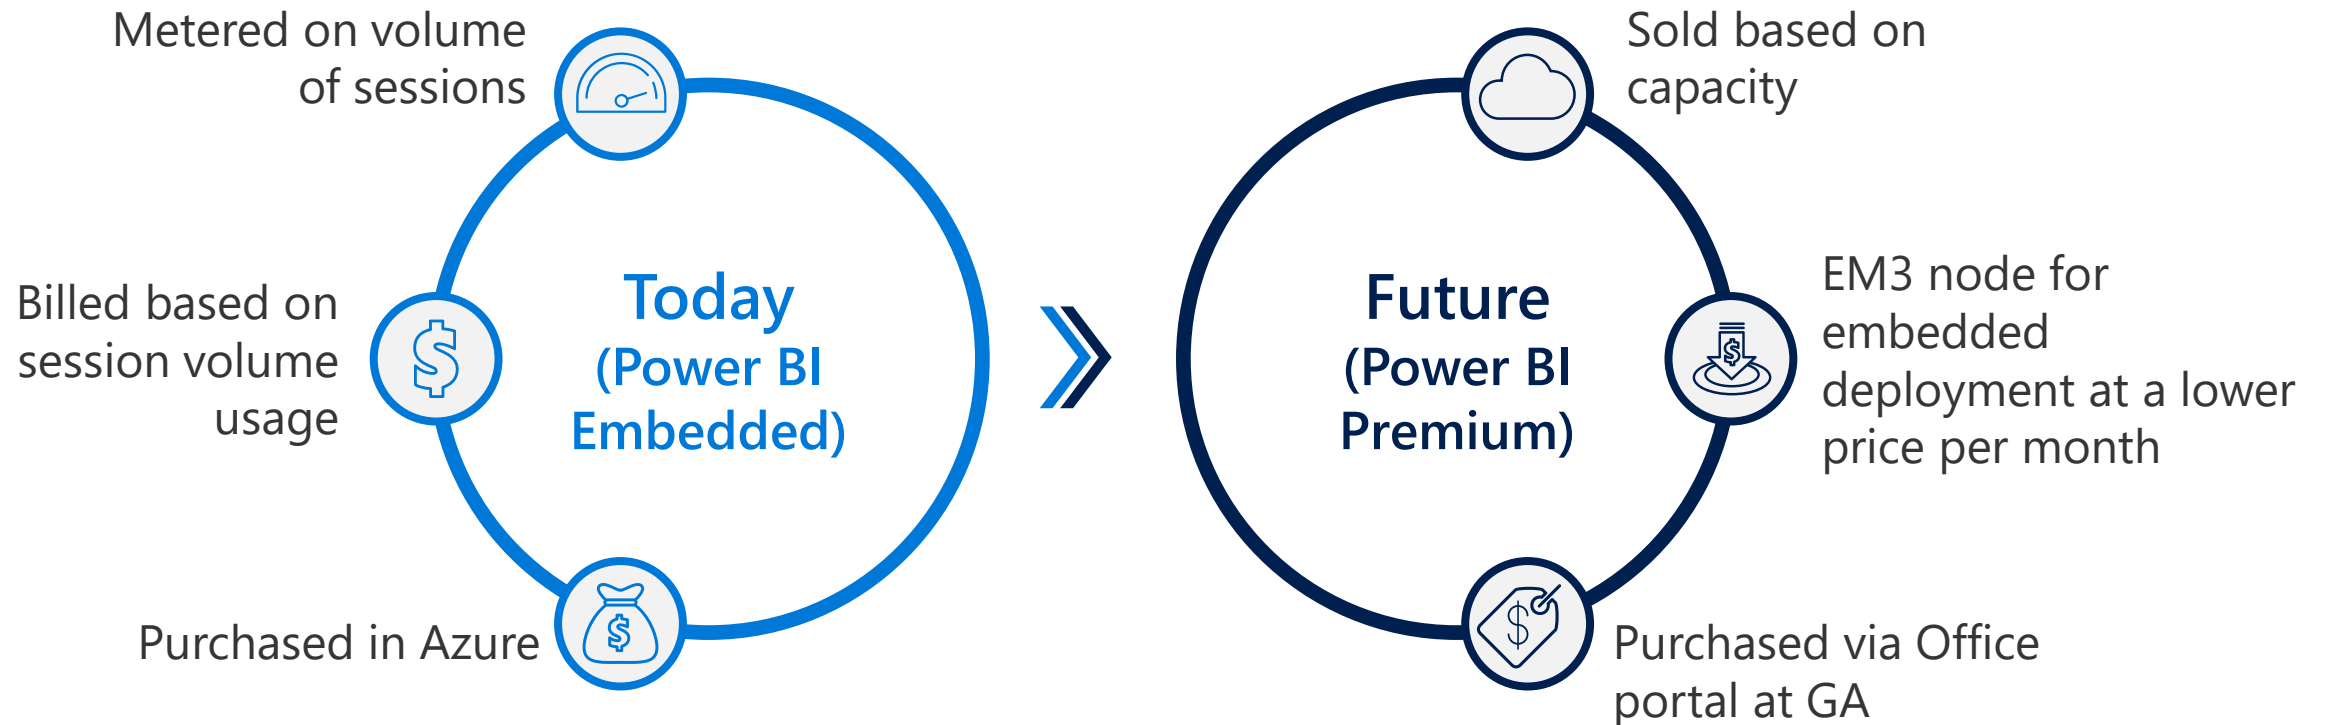 Metered on volume
of sessions
Billed based on
session volume
usage
Purchased in Azure
Today
(Power BI
Embedded)
Future
(Power BI
Premium)
Sold based on
capacity
EM3 node for
embedded
deployment at a lower
price per month
Purchased via Office
portal at GA